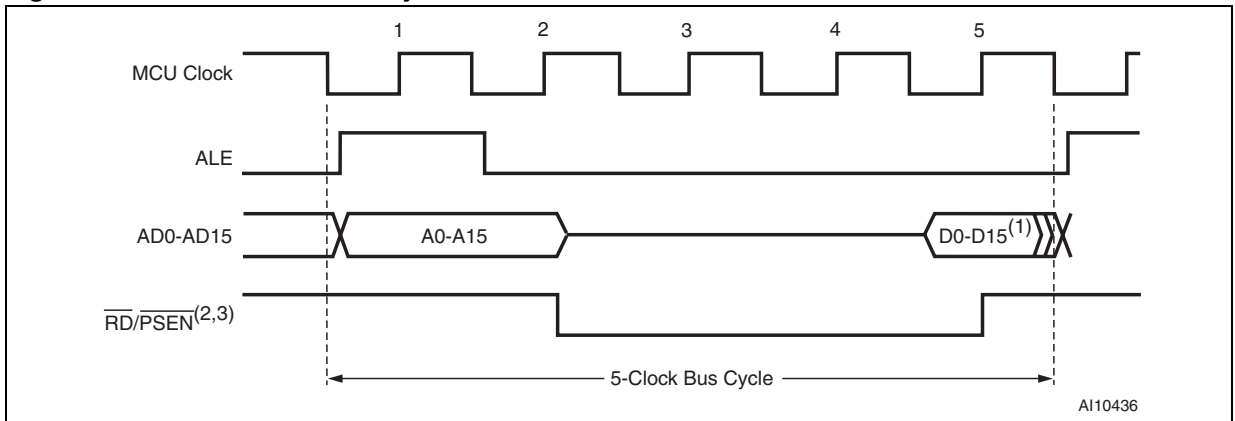 1 2 3 4 5
MCU Clock
ALE
AD0-AD15 A0-A15 D0-D15(1)
RD/PSEN(2,3)
5-Clock Bus Cycle
AI10436